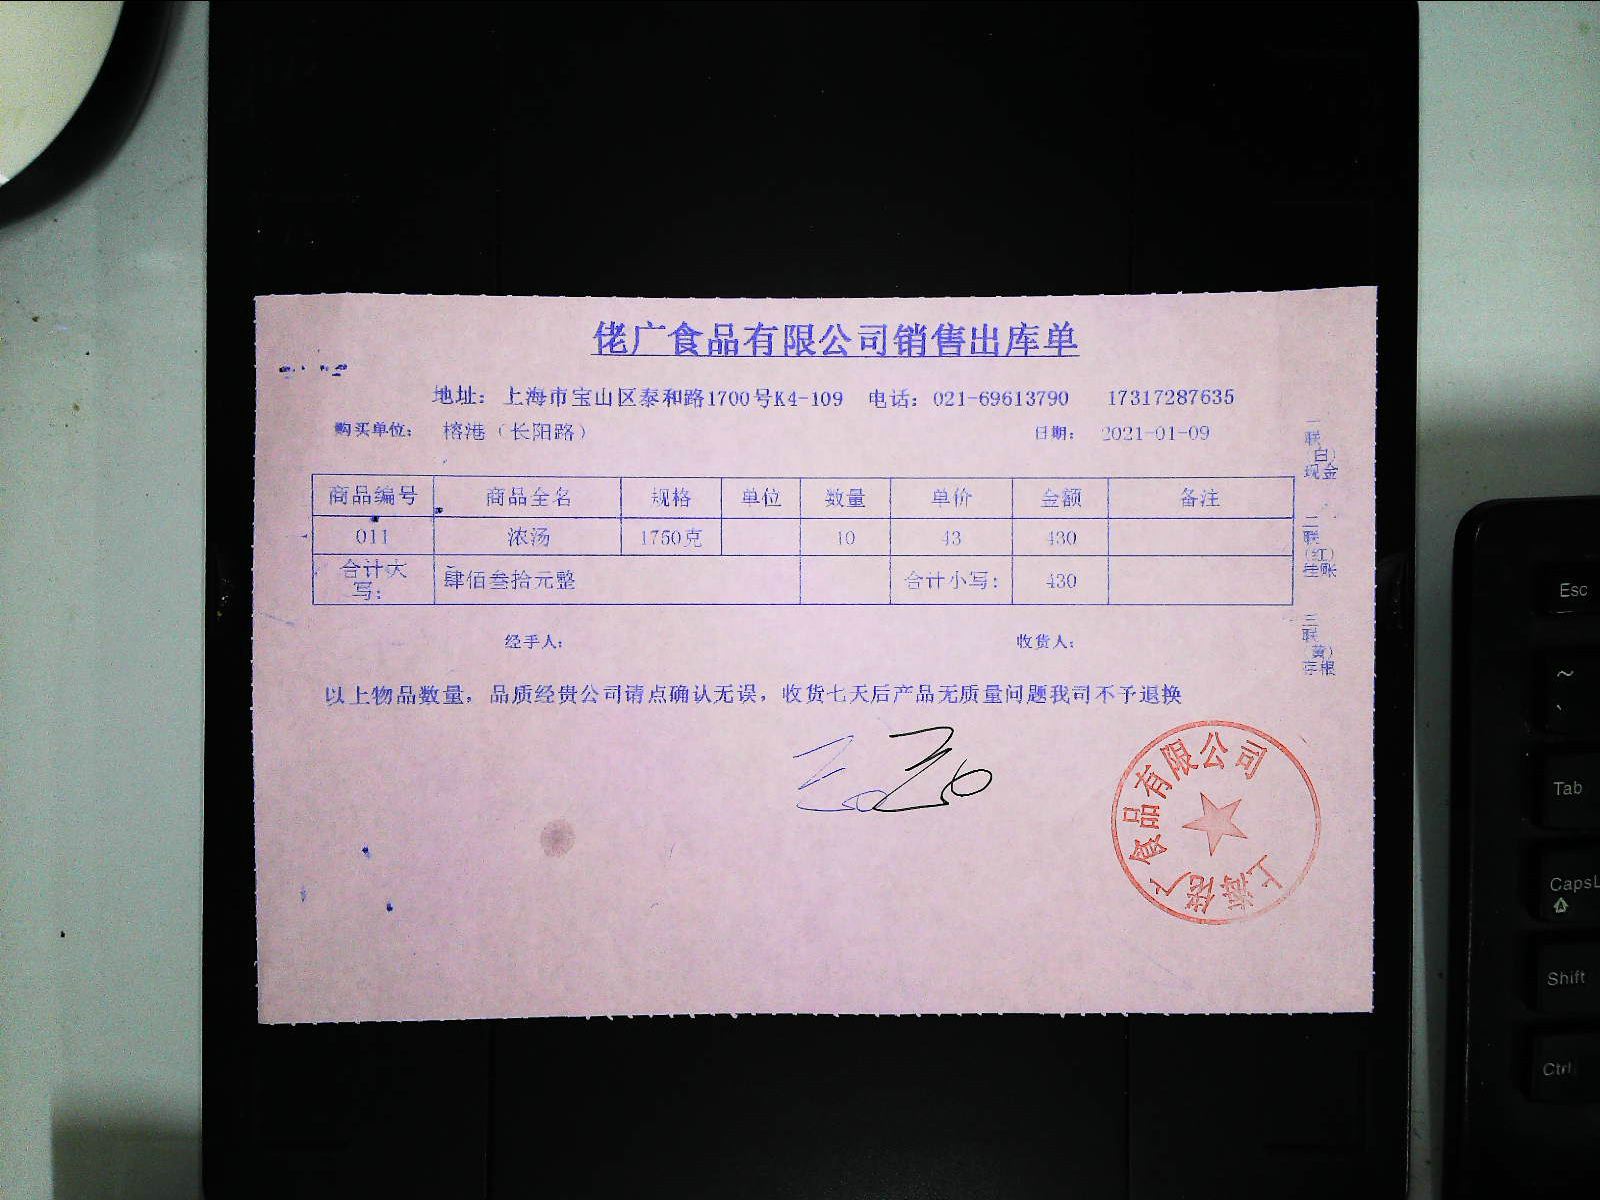 佬广食品有限公司销售出库单
地址：上海市宝山区泰和路1700号K4-109 电话：021-69613790 17317287635
购买单位： 榕港（长阳路） 日期： 2021-01-09
商品编号 商品全名 规格 单位 数量 单价 金额 备注
011 浓汤 1750克 10 43 430
合计大写： 肆佰叁拾元整 合计小写： 430
经手人： 收货人：
以上物品数量，品质经贵公司请点确认无误，收货七天后产品无质量问题我司不予退换
一联（白）现金
二联（红）挂账
三联（黄）存根
上海佬广食品有限公司
Esc
~
`
Tab
CapsL
Shift
Ctrl